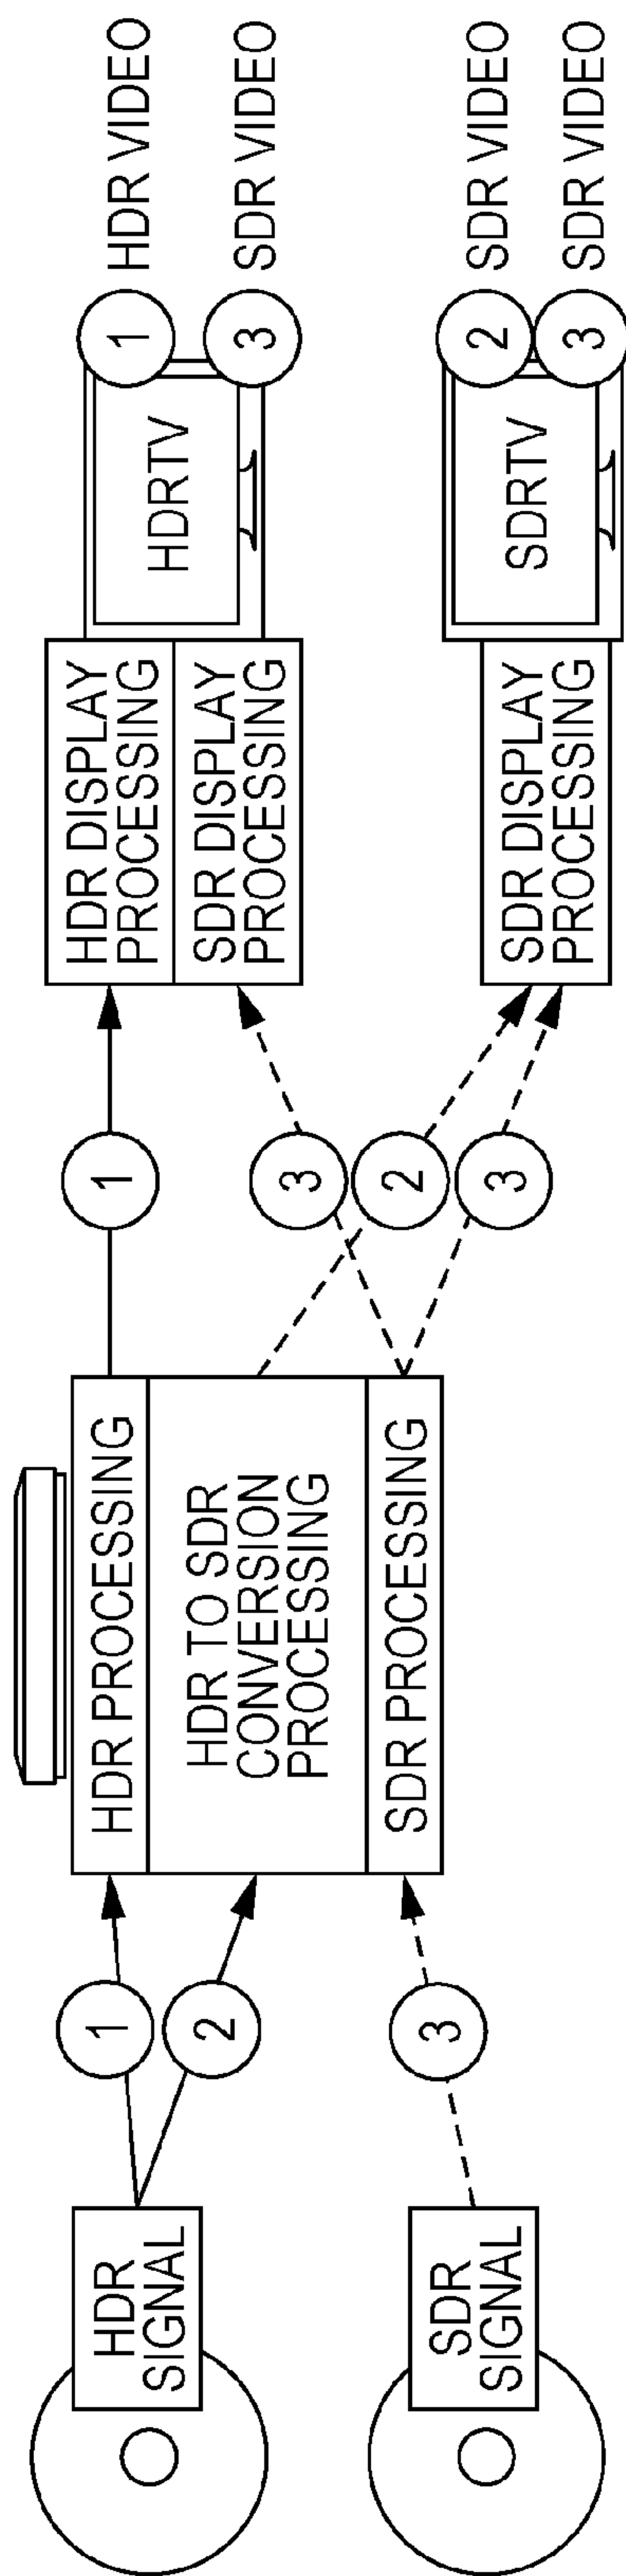 HDR
SIGNAL
1
2
HDR PROCESSING
HDR TO SDR
CONVERSION
PROCESSING
SDR PROCESSING
SDR
SIGNAL
3
1
3
2
3
HDR DISPLAY
PROCESSING
SDR DISPLAY
PROCESSING
HDRTV
1
HDR VIDEO
3
SDR VIDEO
SDR DISPLAY
PROCESSING
SDRTV
2
SDR VIDEO
3
SDR VIDEO